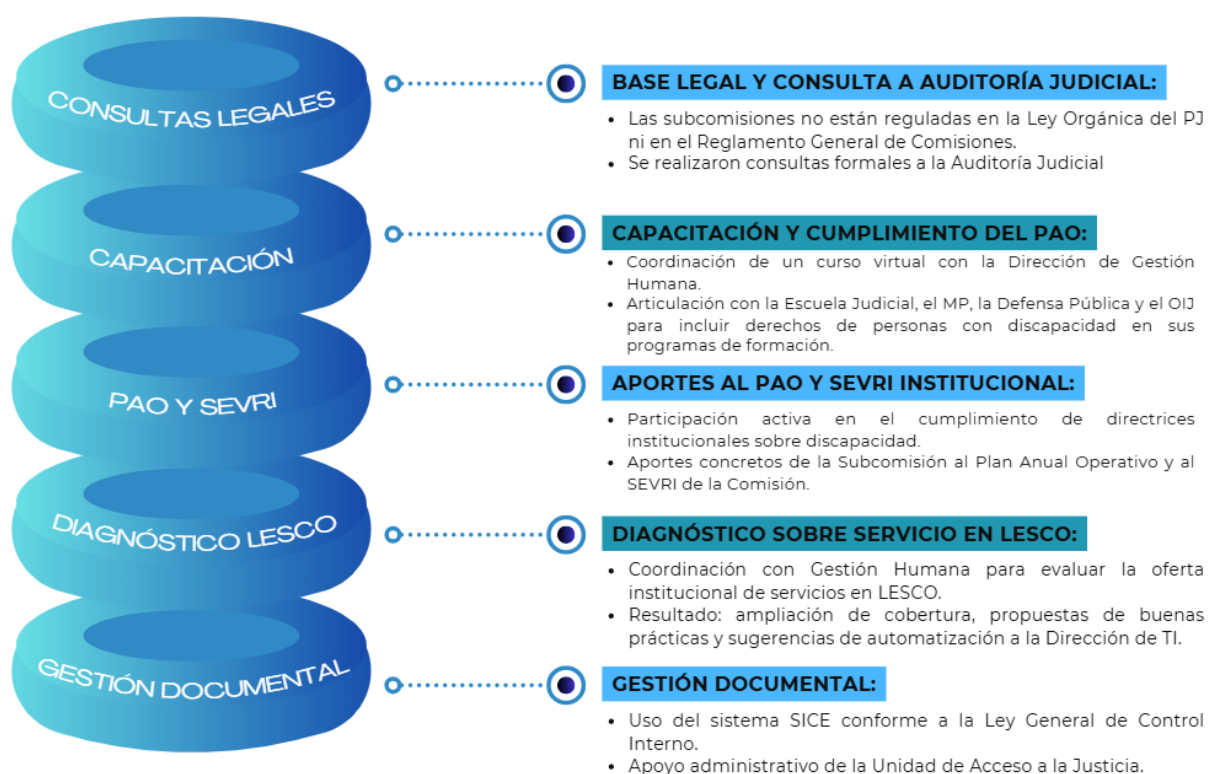 CONSULTAS LEGALES
BASE LEGAL Y CONSULTA A AUDITORÍA JUDICIAL:
• Las subcomisiones no están reguladas en la Ley Orgánica del PJ
ni en el Reglamento General de Comisiones.
• Se realizaron consultas formales a la Auditoría Judicial
CAPACITACIÓN
CAPACITACIÓN Y CUMPLIMIENTO DEL PAO:
• Coordinación de un curso virtual con la Dirección de Gestión
Humana.
• Articulación con la Escuela Judicial, el MP, la Defensa Pública y el OIJ
para incluir derechos de personas con discapacidad en sus
programas de formación.
PAO Y SEVRI
APORTES AL PAO Y SEVRI INSTITUCIONAL:
• Participación activa en el cumplimiento de directrices
institucionales sobre discapacidad.
• Aportes concretos de la Subcomisión al Plan Anual Operativo y al
SEVRI de la Comisión.
DIAGNÓSTICO LESCO
DIAGNÓSTICO SOBRE SERVICIO EN LESCO:
• Coordinación con Gestión Humana para evaluar la oferta
institucional de servicios en LESCO.
• Resultado: ampliación de cobertura, propuestas de buenas
prácticas y sugerencias de automatización a la Dirección de TI.
GESTIÓN DOCUMENTAL
GESTIÓN DOCUMENTAL:
• Uso del sistema SICE conforme a la Ley General de Control
Interno.
• Apoyo administrativo de la Unidad de Acceso a la Justicia.